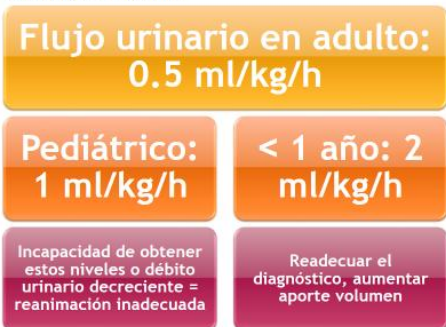 Flujo urinario en adulto:
0.5 ml/kg/h
Pediátrico:
1 ml/kg/h
< 1 año: 2
ml/kg/h
Incapacidad de obtener
estos niveles o débito
urinario decreciente =
reanimación inadecuada
Readecuar el
diagnóstico, aumentar
aporte volumen